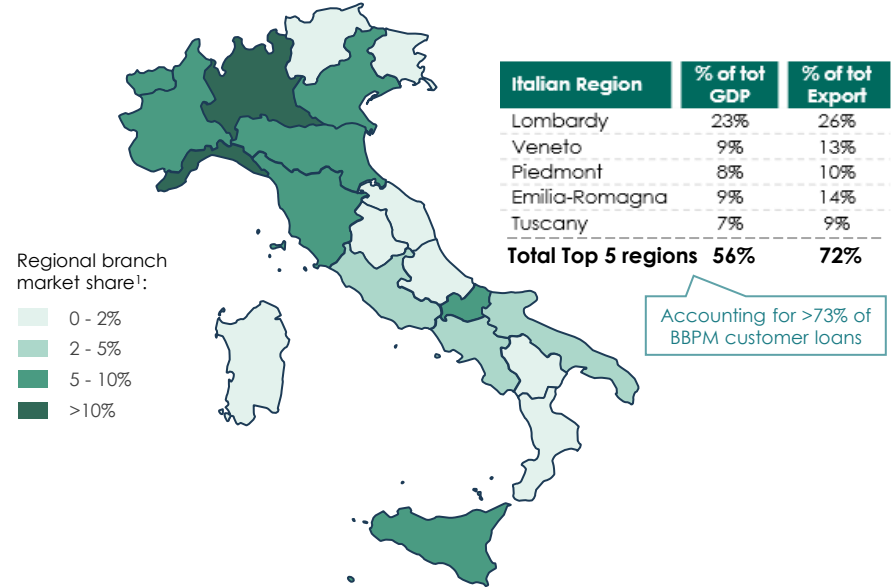 Italian Region % of tot GDP % of tot Export
Lombardy 23% 26%
Veneto 9% 13%
Piedmont 8% 10%
Emilia-Romagna 9% 14%
Tuscany 7% 9%
Total Top 5 regions 56% 72%
Accounting for >73% of
BBPM customer loans
Regional branch
market share¹:
0 - 2%
2 - 5%
5 - 10%
>10%